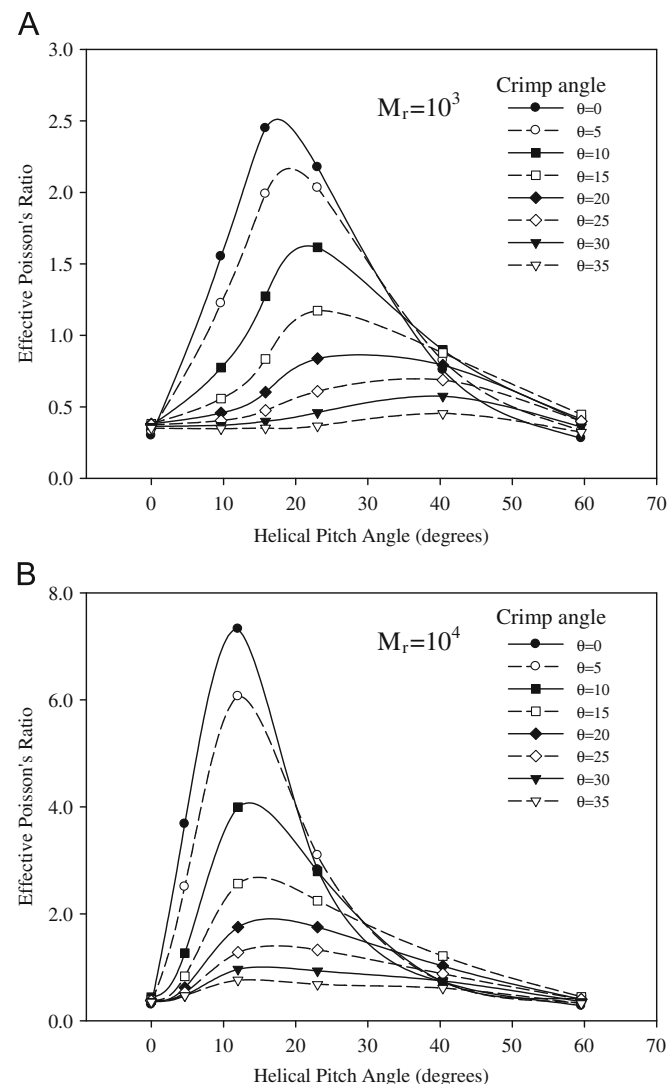 A
3.0
2.5
2.0
1.5
1.0
0.5
0.0
Effective Poisson's Ratio
Mr=10³
Crimp angle
θ=0
θ=5
θ=10
θ=15
θ=20
θ=25
θ=30
θ=35
0 10 20 30 40 50 60 70
Helical Pitch Angle (degrees)
B
8.0
6.0
4.0
2.0
0.0
Effective Poisson's Ratio
Mr=10⁴
Crimp angle
θ=0
θ=5
θ=10
θ=15
θ=20
θ=25
θ=30
θ=35
0 10 20 30 40 50 60 70
Helical Pitch Angle (degrees)